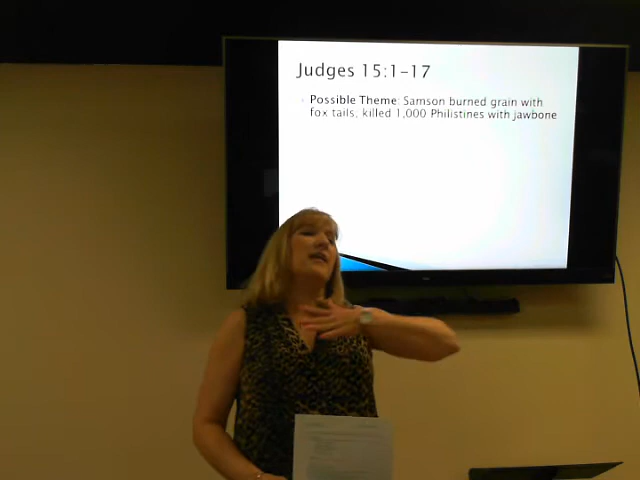 Judges 15:1-17
Possible Theme: Samson burned grain with
fox tails, killed 1,000 Philistines with jawbone